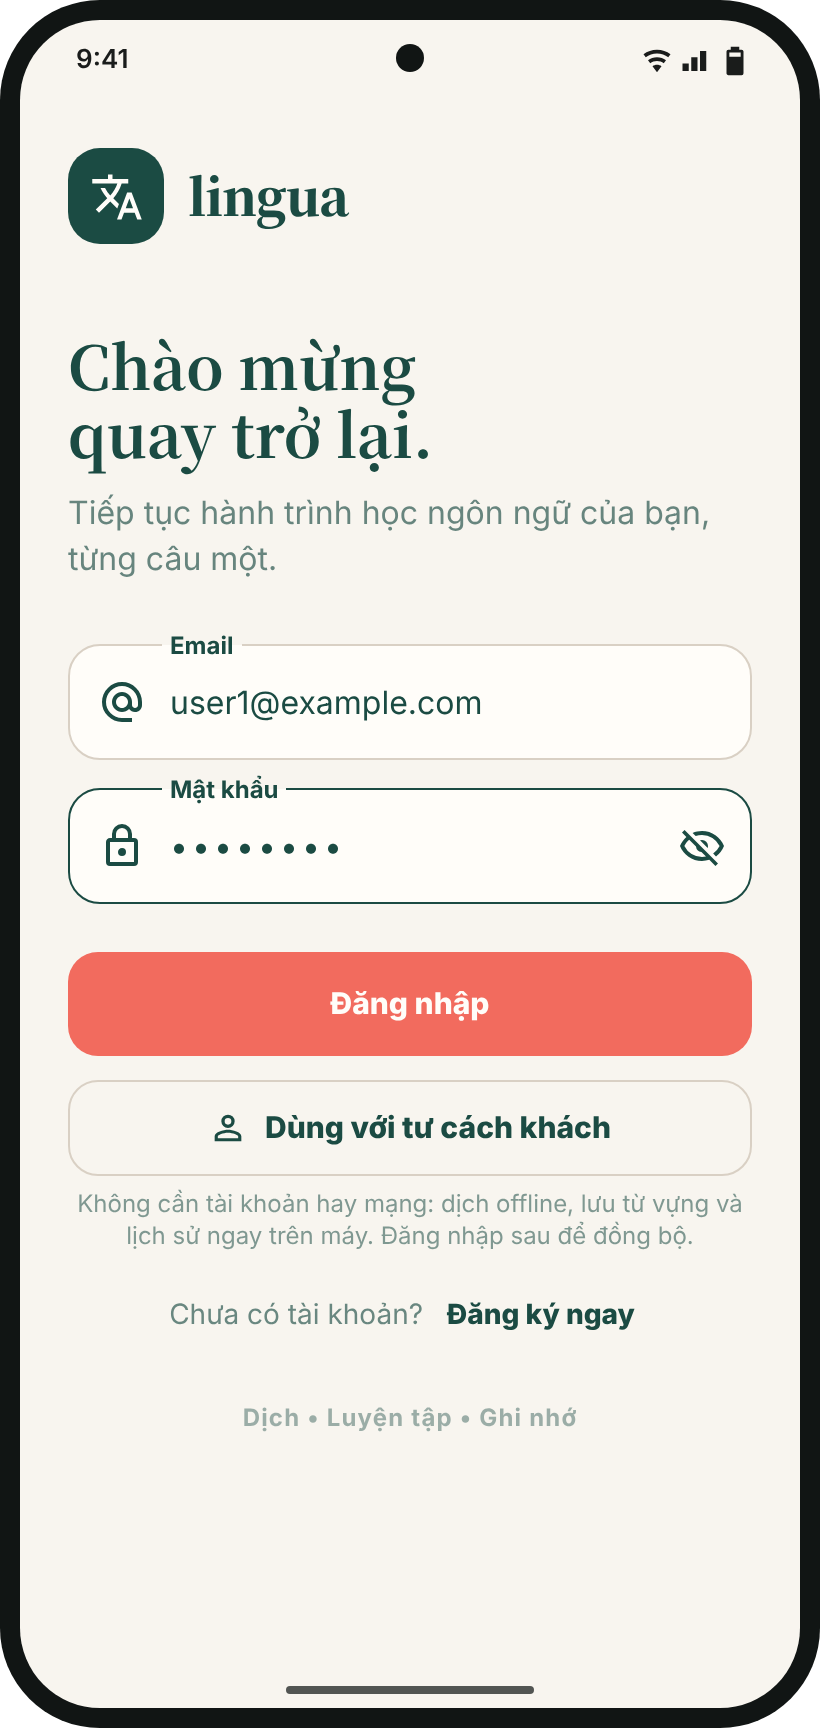 9:41
lingua
Chào mừng
quay trở lại.
Tiếp tục hành trình học ngôn ngữ của bạn,
từng câu một.
Email
user1@example.com
Mật khẩu
••••••••
Đăng nhập
Dùng với tư cách khách
Không cần tài khoản hay mạng: dịch offline, lưu từ vựng và
lịch sử ngay trên máy. Đăng nhập sau để đồng bộ.
Chưa có tài khoản? Đăng ký ngay
Dịch • Luyện tập • Ghi nhớ